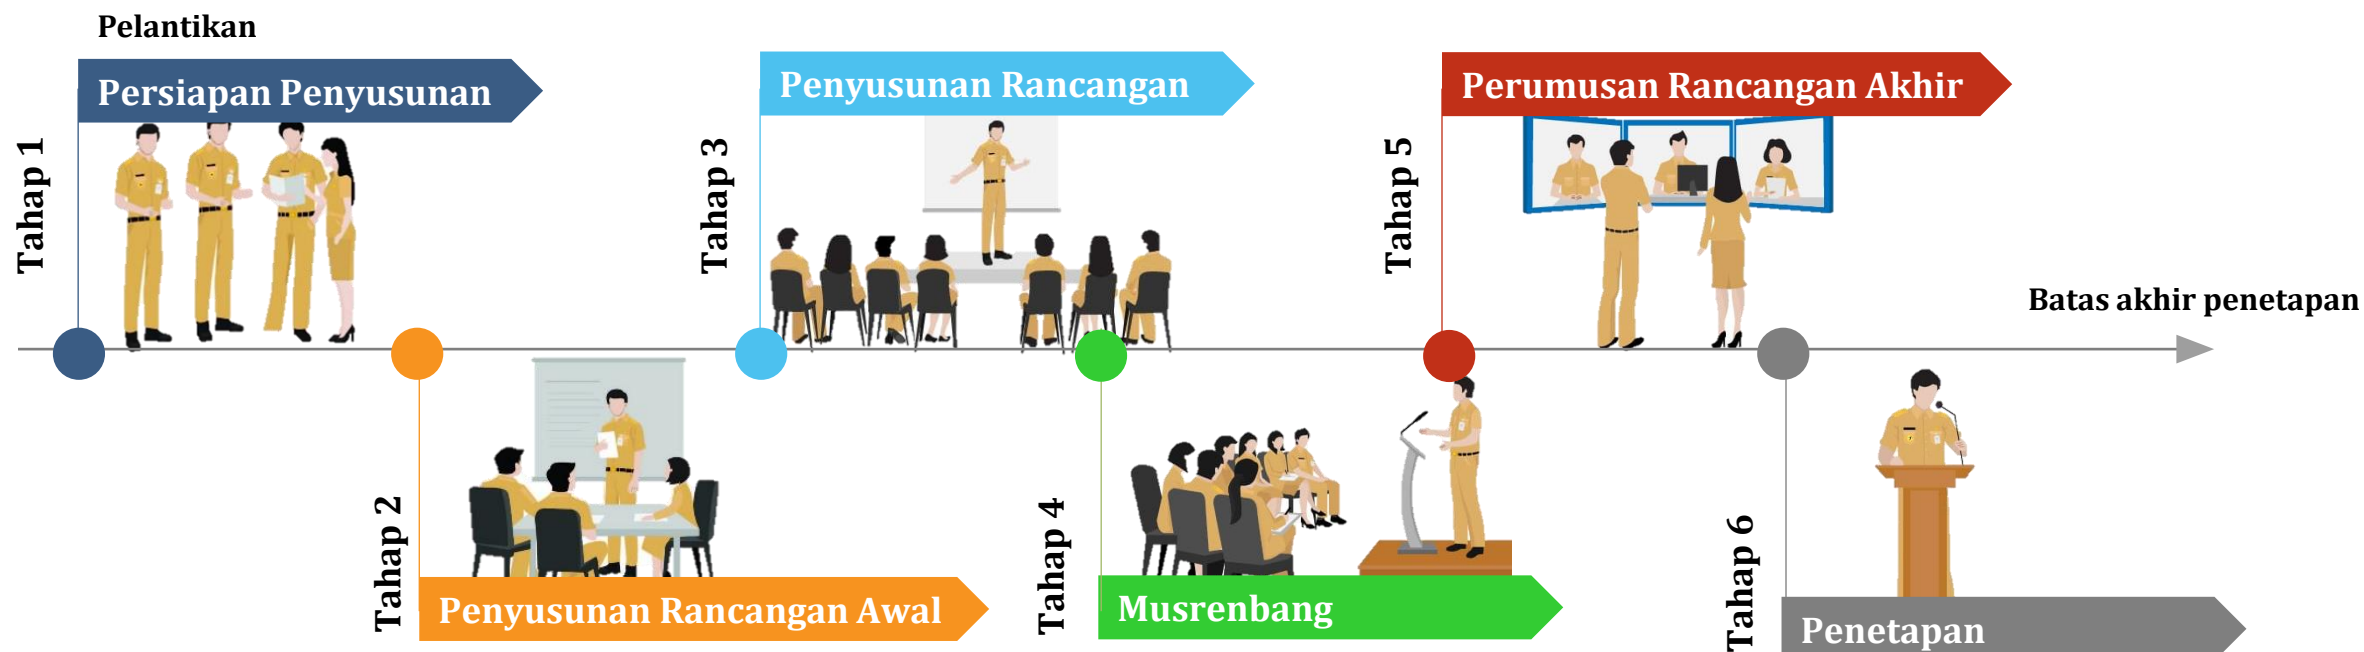 Pelantikan
Tahap 1
Persiapan Penyusunan
Tahap 2
Penyusunan Rancangan Awal
Tahap 3
Penyusunan Rancangan
Tahap 4
Musrenbang
Tahap 5
Perumusan Rancangan Akhir
Tahap 6
Penetapan
Batas akhir penetapan